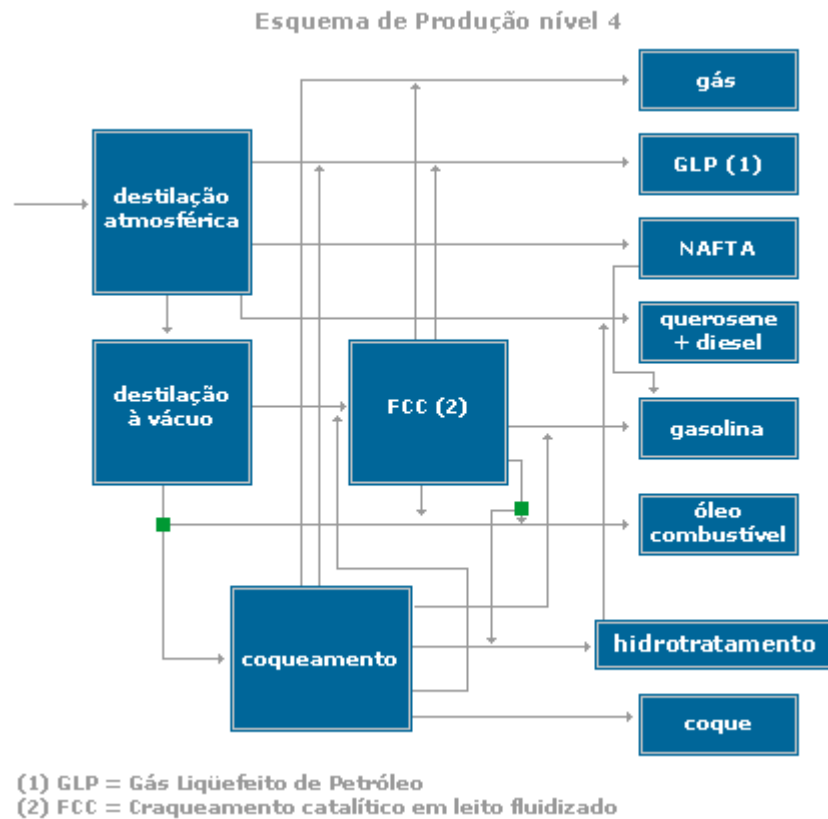 Esquema de Produção nível 4
gás
GLP (1)
destilação
atmosférica
NAFTA
querosene
+ diesel
destilação
à vácuo
FCC (2)
gasolina
óleo
combustível
coqueamento
hidrotratamento
coque
(1) GLP = Gás Liqüefeito de Petróleo
(2) FCC = Craqueamento catalítico em leito fluidizado